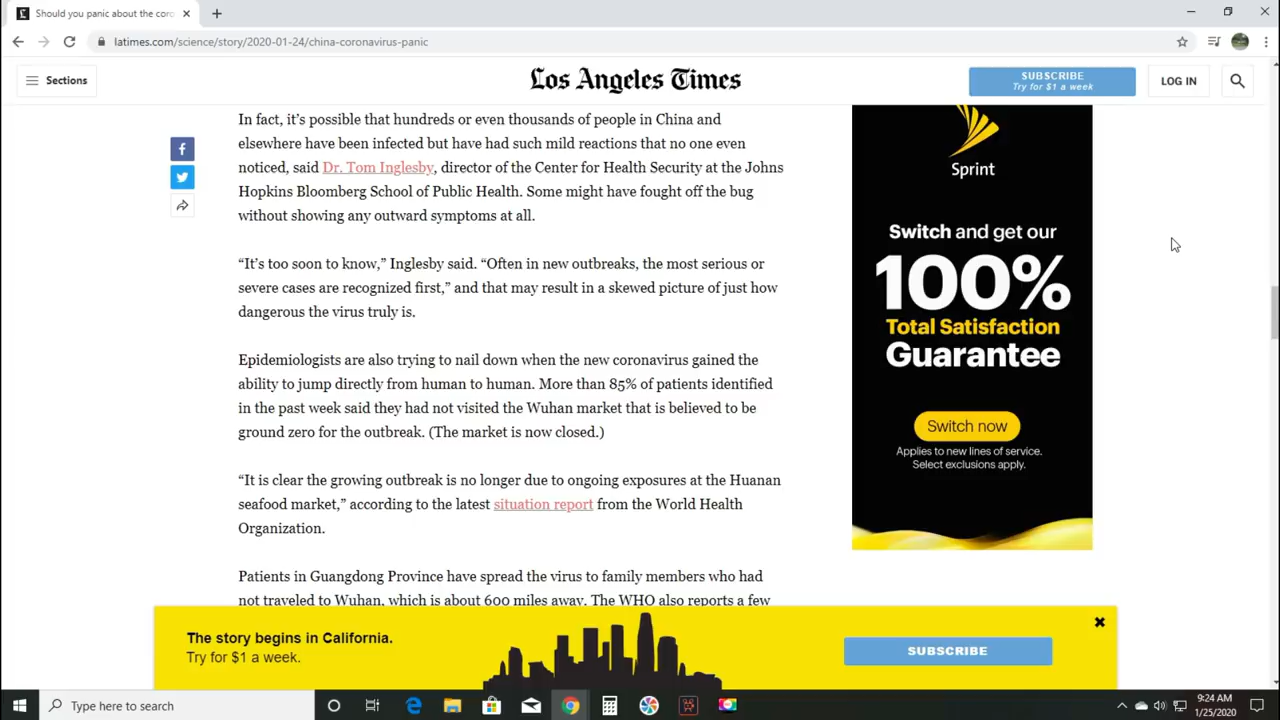 Should you panic about the coro
latimes.com/science/story/2020-01-24/china-coronavirus-panic
Sections
Los Angeles Times
SUBSCRIBE
Try for $1 a week
LOG IN
In fact, it’s possible that hundreds or even thousands of people in China and
elsewhere have been infected but have had such mild reactions that no one even
noticed, said Dr. Tom Inglesby, director of the Center for Health Security at the Johns
Hopkins Bloomberg School of Public Health. Some might have fought off the bug
without showing any outward symptoms at all.
“It’s too soon to know,” Inglesby said. “Often in new outbreaks, the most serious or
severe cases are recognized first,” and that may result in a skewed picture of just how
dangerous the virus truly is.
Epidemiologists are also trying to nail down when the new coronavirus gained the
ability to jump directly from human to human. More than 85% of patients identified
in the past week said they had not visited the Wuhan market that is believed to be
ground zero for the outbreak. (The market is now closed.)
“It is clear the growing outbreak is no longer due to ongoing exposures at the Huanan
seafood market,” according to the latest situation report from the World Health
Organization.
Patients in Guangdong Province have spread the virus to family members who had
not traveled to Wuhan, which is about 600 miles away. The WHO also reports a few
Sprint
Switch and get our
100%
Total Satisfaction
Guarantee
Switch now
Applies to new lines of service.
Select exclusions apply.
The story begins in California.
Try for $1 a week.
SUBSCRIBE
Type here to search
9:24 AM
1/25/2020